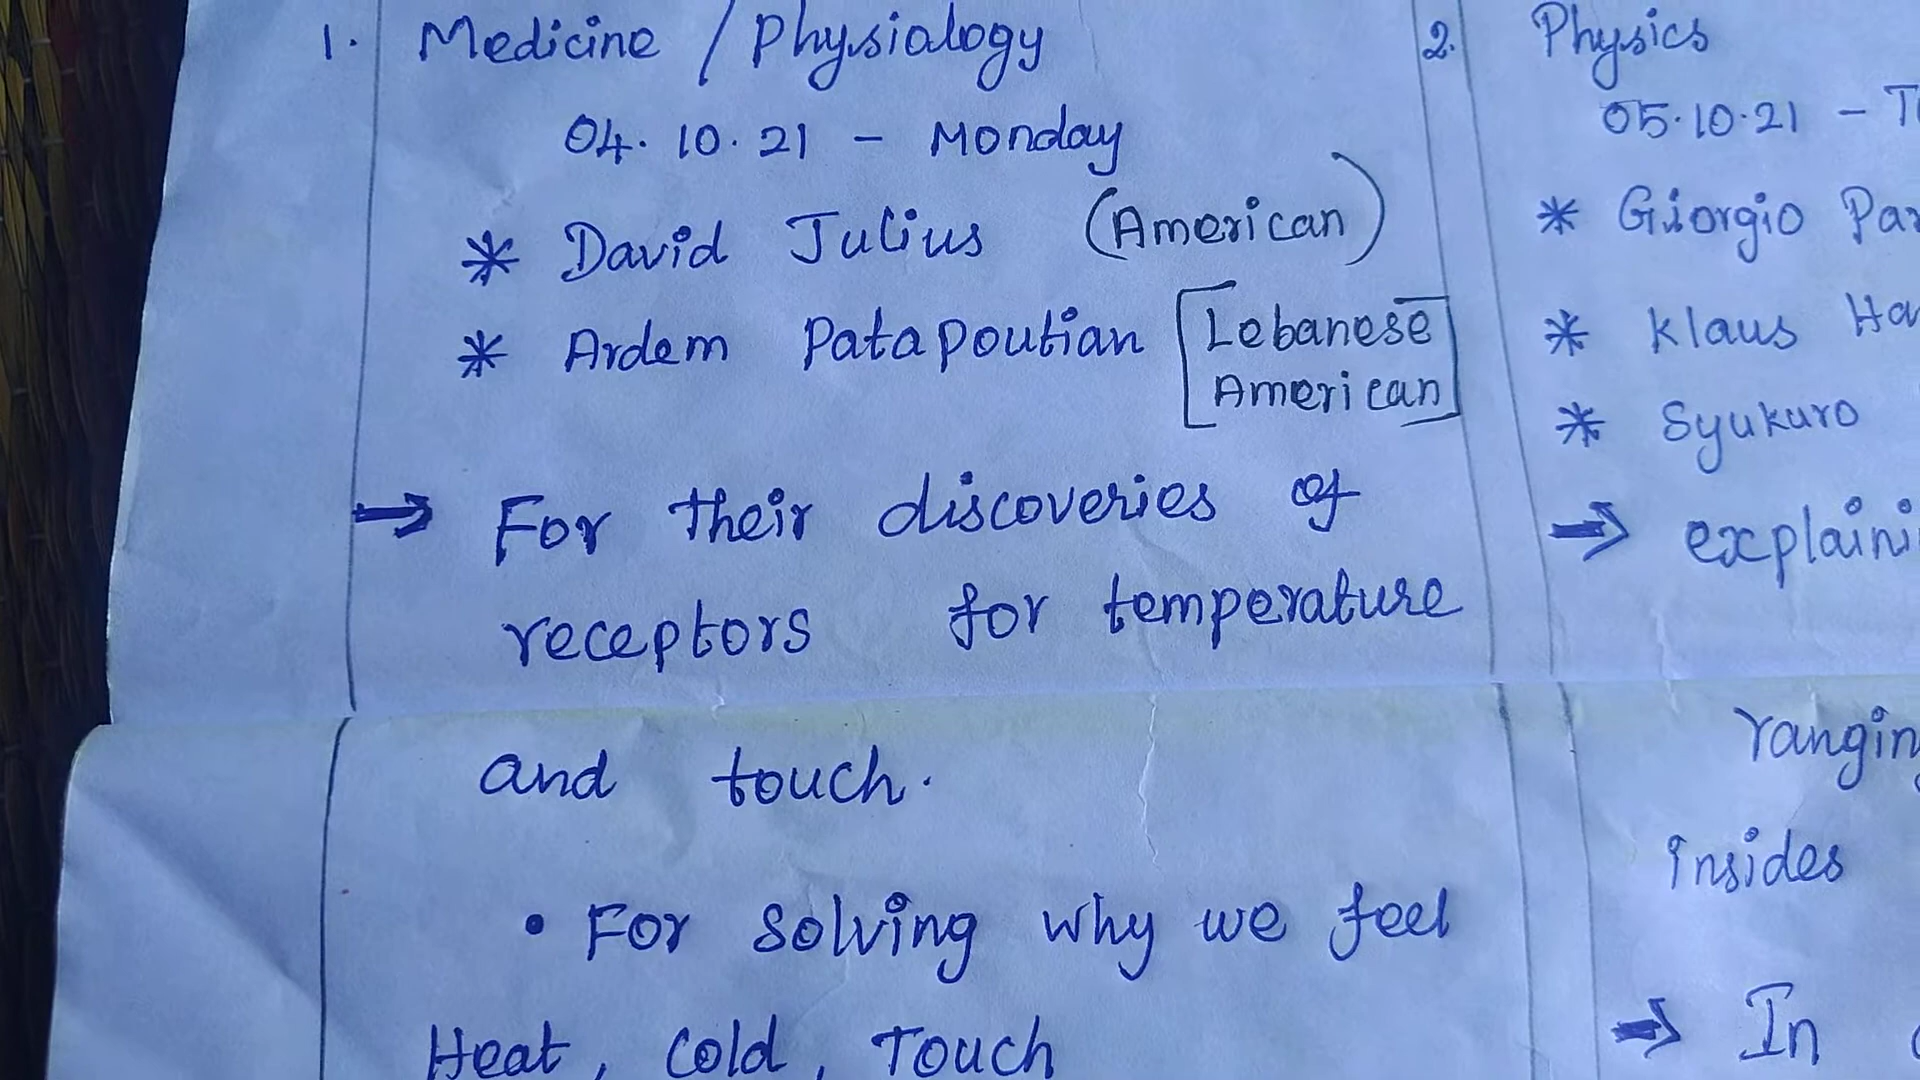 1. Medicine / Physialogy
04.10.21 - Monday
* David Julius (American)
* Ardem Patapoutian [Lebanese
American]
→ For their discoveries of
receptors for temperature
and touch.
• For solving why we feel
Heat, Cold, Touch
2. Physics
05.10.21 -
* Giorgio
* Klaus
* Syukuro
→
insides
→ In